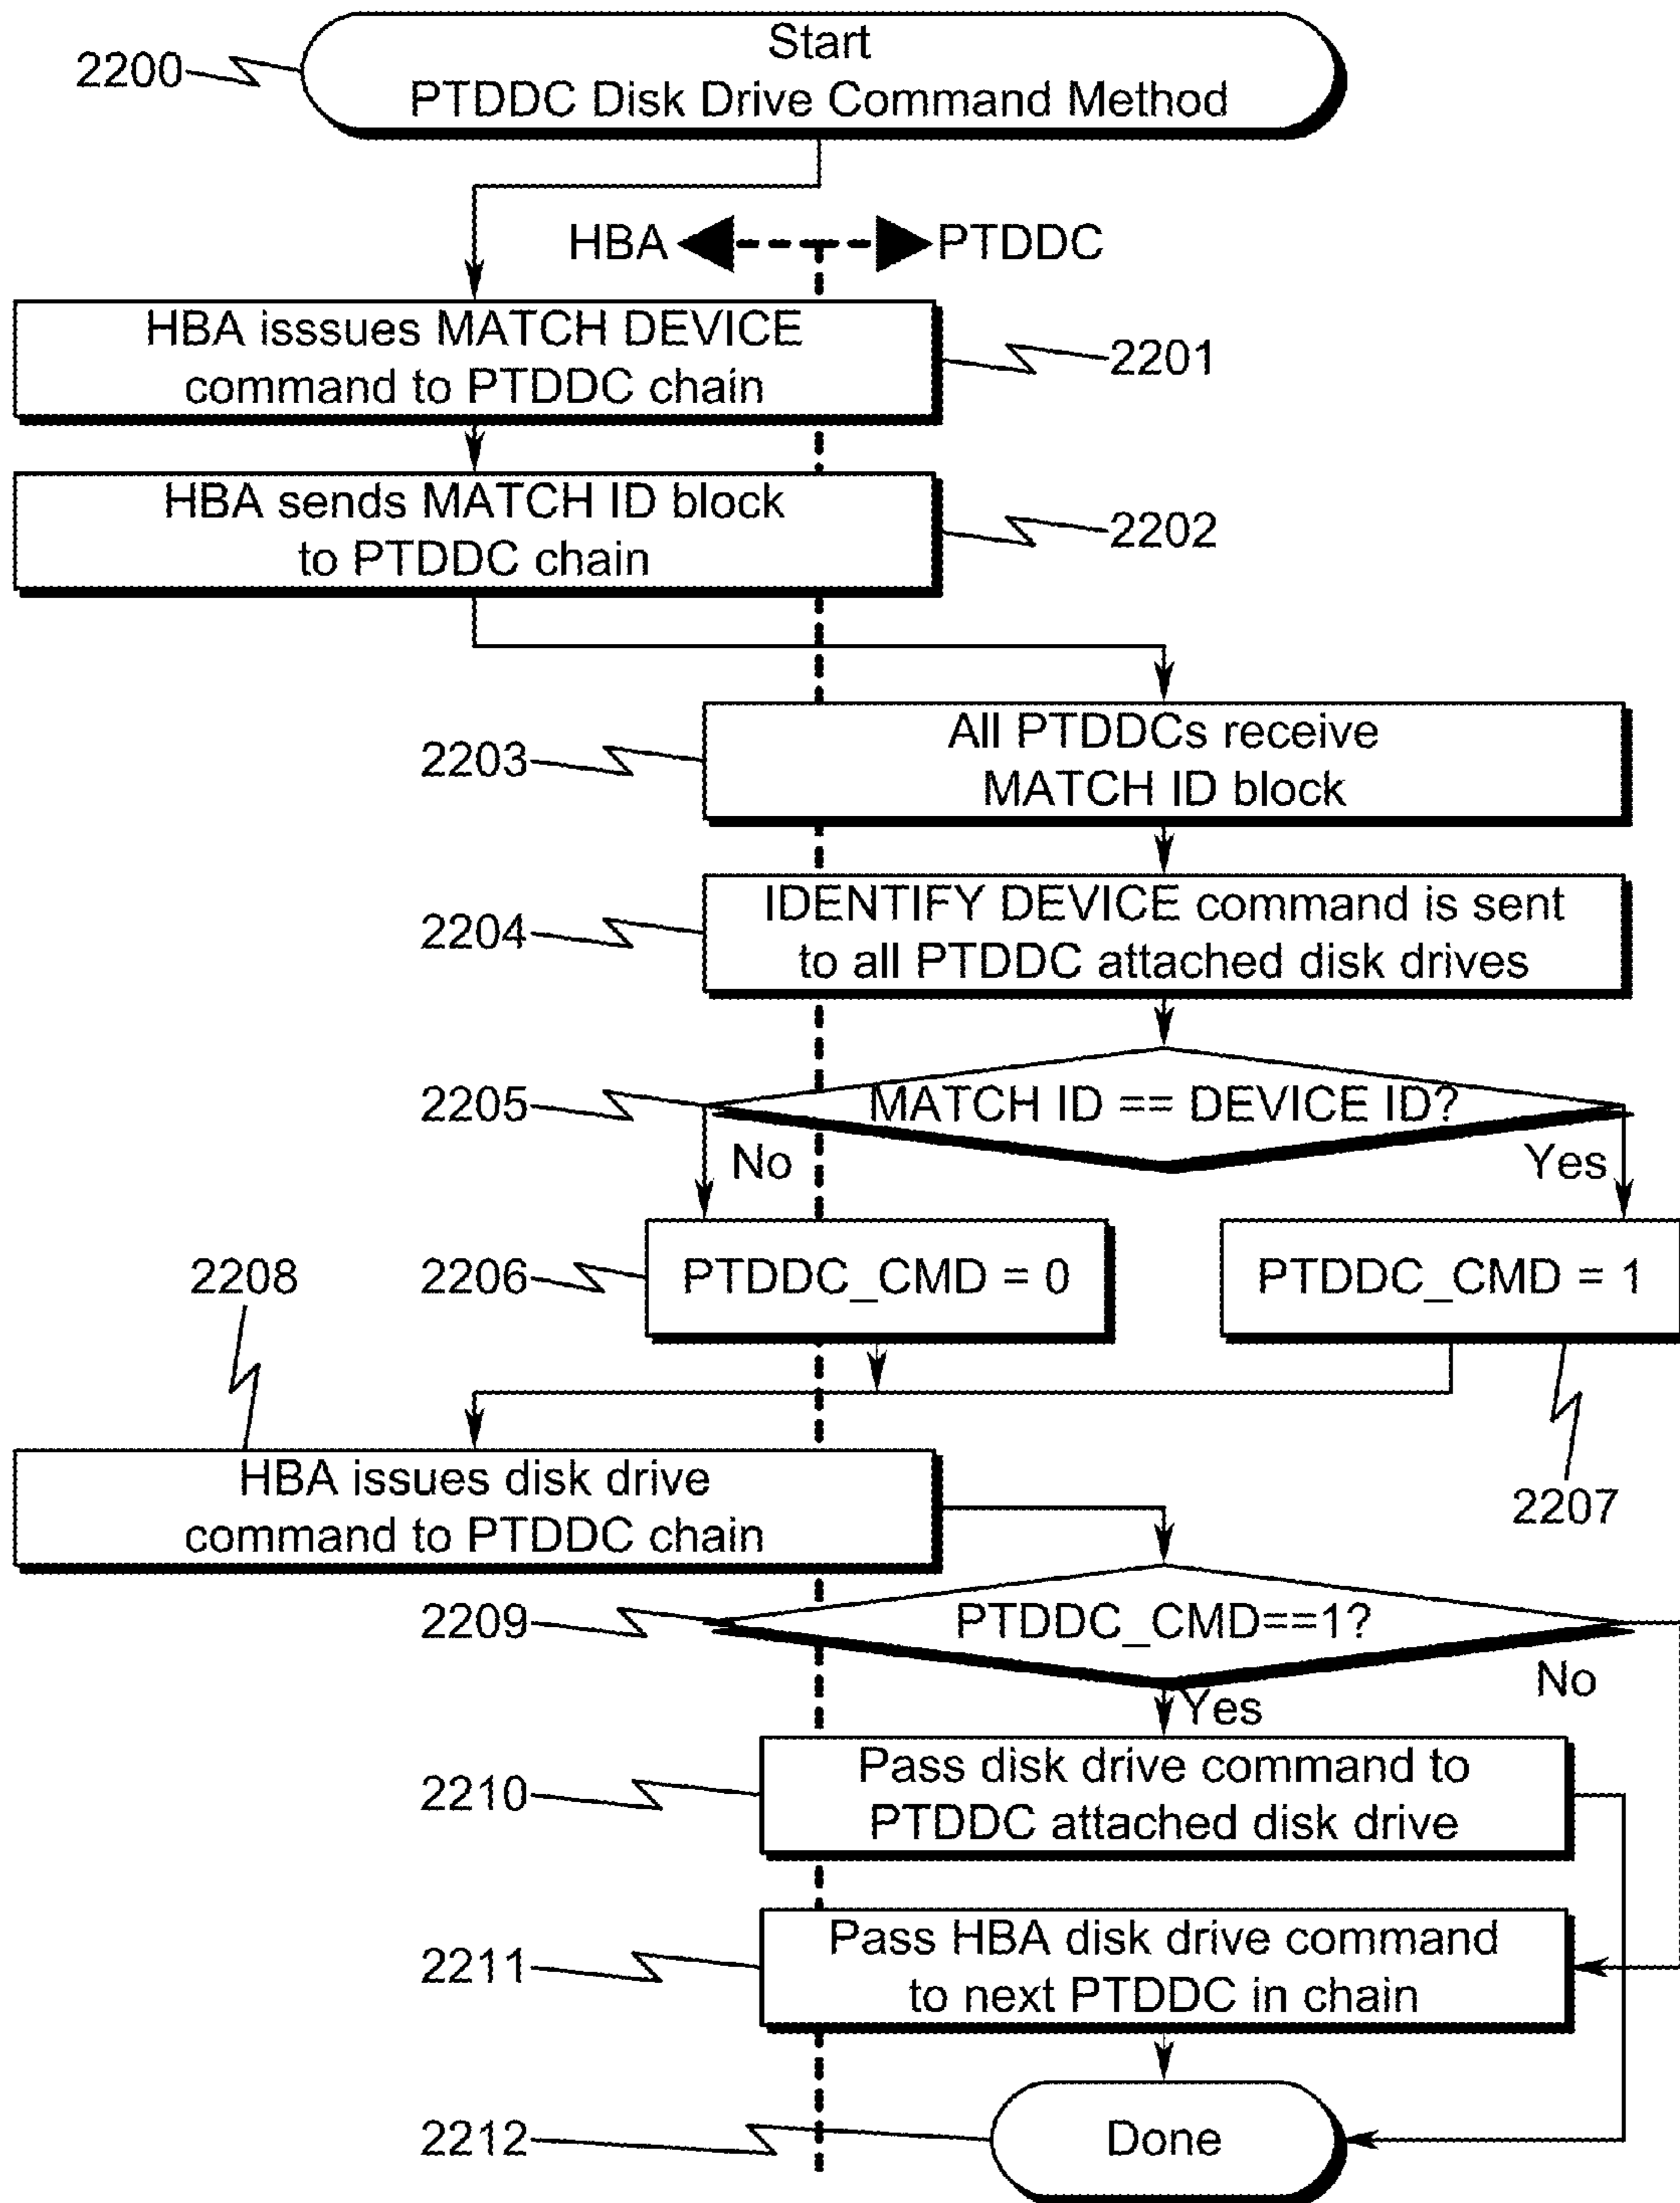 Start
2200
PTDDC Disk Drive Command Method
HBA
PTDDC
HBA isssues MATCH DEVICE
command to PTDDC chain
2201
HBA sends MATCH ID block
to PTDDC chain
2202
All PTDDCs receive
MATCH ID block
2203
IDENTIFY DEVICE command is sent
to all PTDDC attached disk drives
2204
2205
MATCH ID == DEVICE ID?
No
Yes
2208
2206
PTDDC_CMD = 0
PTDDC_CMD = 1
HBA issues disk drive
command to PTDDC chain
2207
2209
PTDDC_CMD==1?
No
Yes
Pass disk drive command to
PTDDC attached disk drive
2210
Pass HBA disk drive command
to next PTDDC in chain
2211
2212
Done